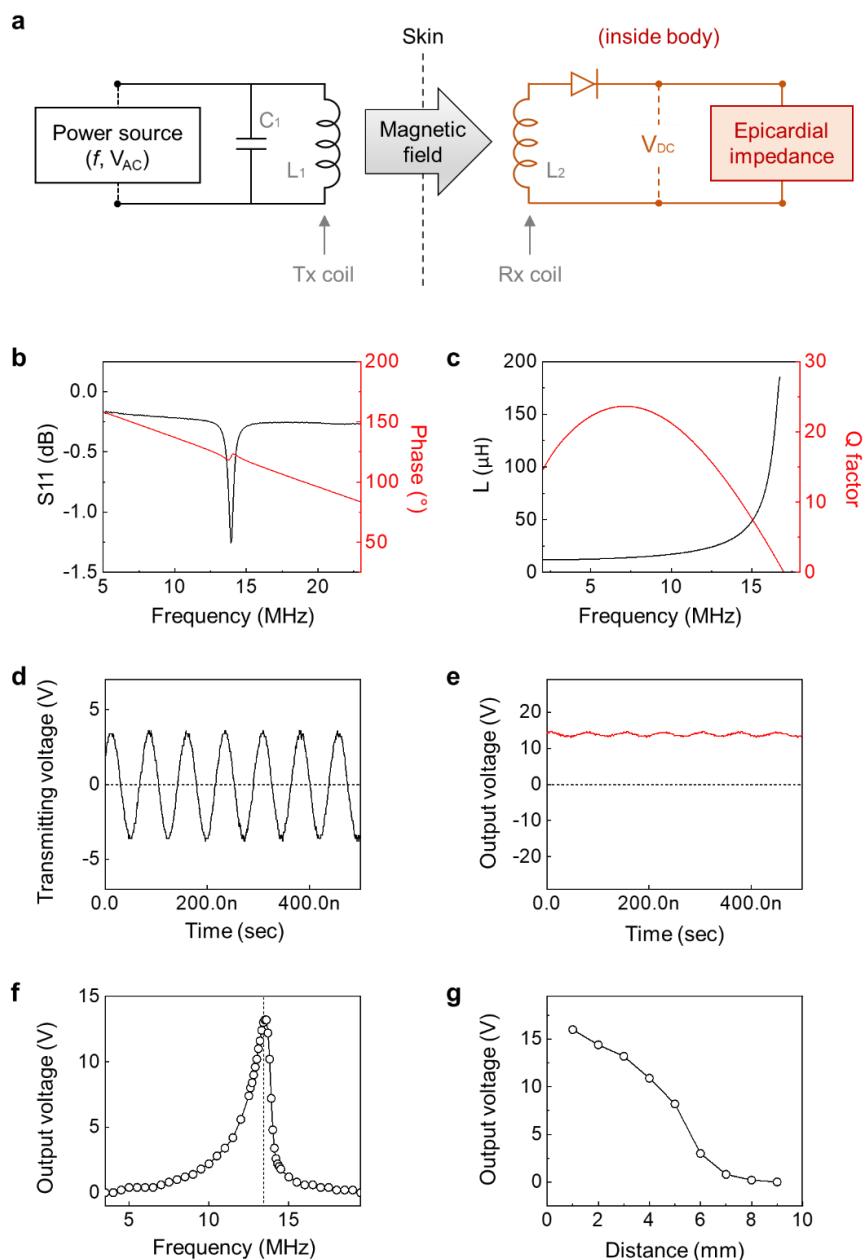 a
Skin
(inside body)
Power source
(f, VAC)
C1
L1
Magnetic
field
L2
VDC
Epicardial
impedance
Tx coil
Rx coil
b
0.0
-0.5
-1.0
-1.5
S11 (dB)
200
150
100
50
Phase (°)
5
10
15
20
Frequency (MHz)
c
200
150
100
50
0
L (μH)
30
20
10
0
Q factor
5
10
15
Frequency (MHz)
d
5
0
-5
Transmitting voltage (V)
0.0
200.0n
400.0n
Time (sec)
e
20
10
0
-10
-20
Output voltage (V)
0.0
200.0n
400.0n
Time (sec)
f
15
10
5
0
Output voltage (V)
5
10
15
Frequency (MHz)
g
15
10
5
0
Output voltage (V)
0
2
4
6
8
10
Distance (mm)